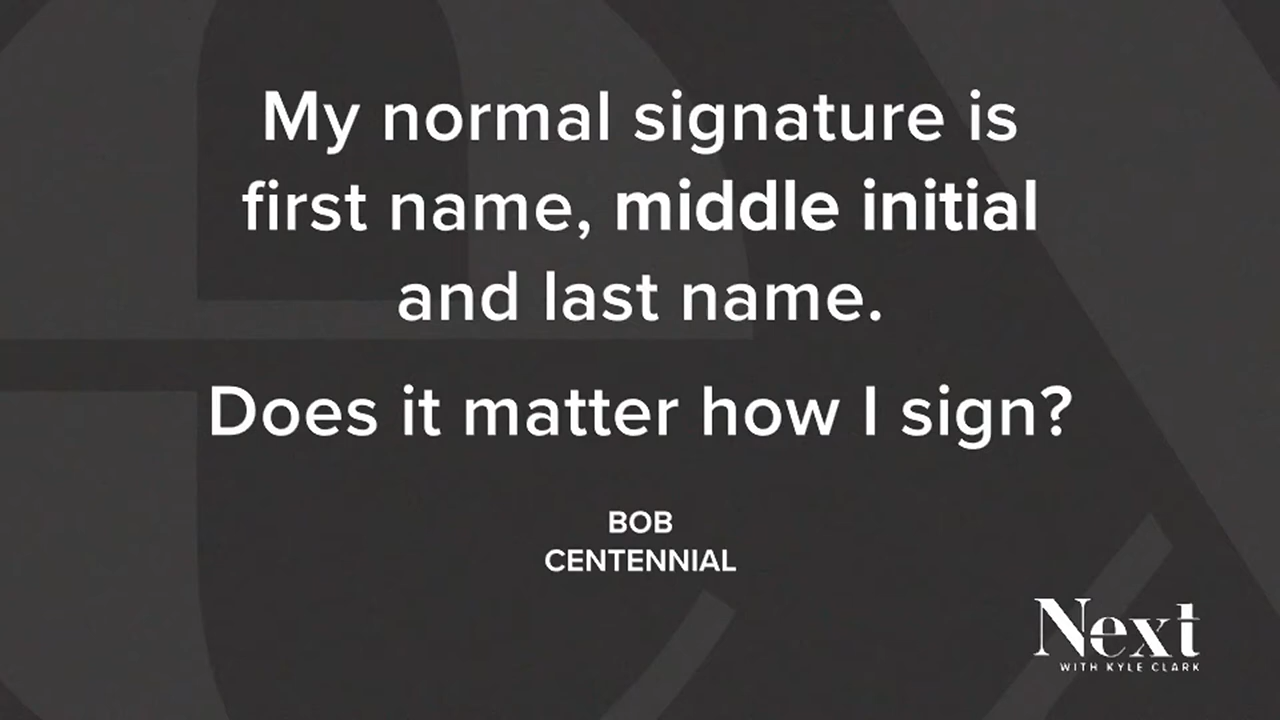 My normal signature is
first name, middle initial
and last name.
Does it matter how I sign?
BOB
CENTENNIAL
Next
WITH KYLE CLARK